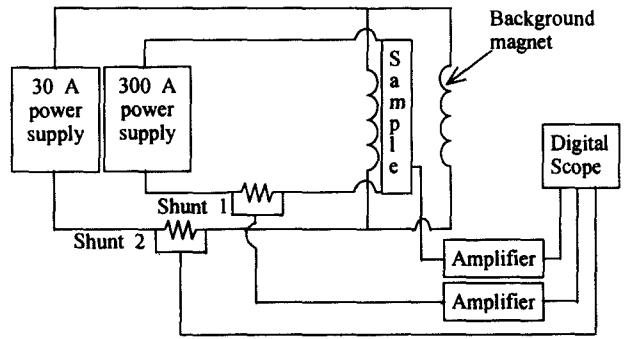 Background
magnet
30 A
power
supply
300 A
power
supply
S
a
m
p
l
e
Digital
Scope
Shunt 1
Shunt 2
Amplifier
Amplifier